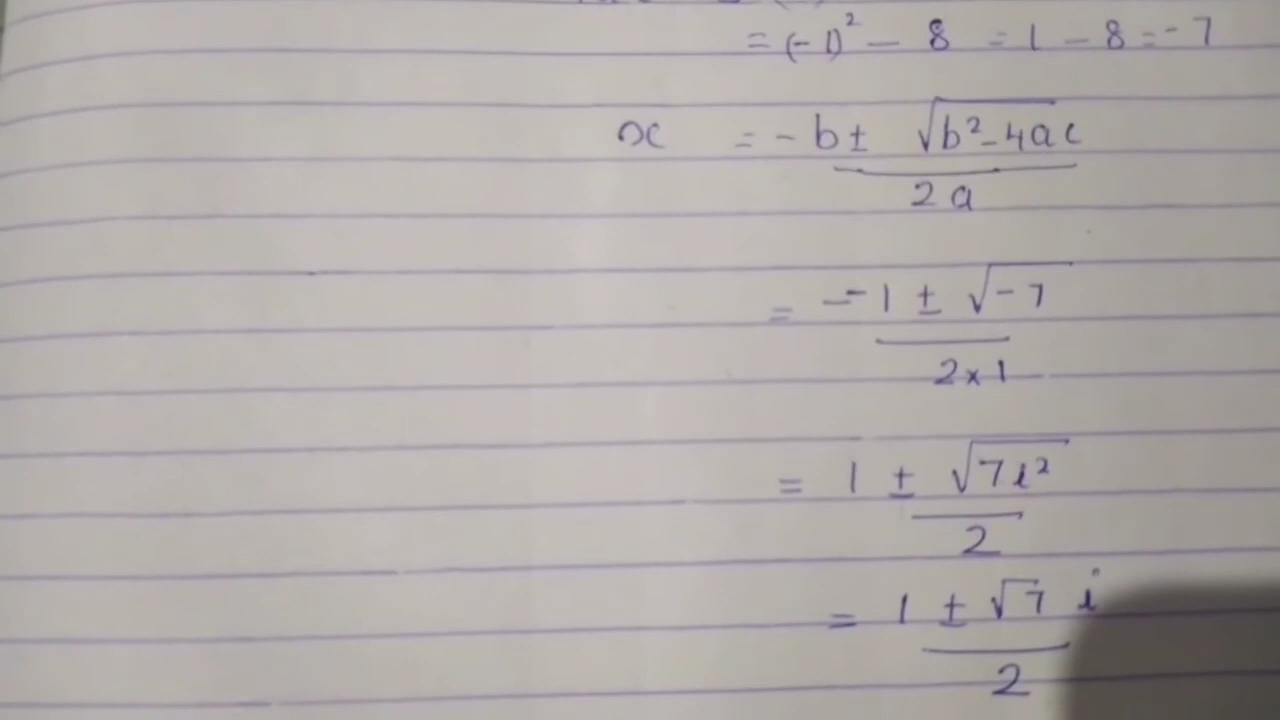 = (-1)² - 8 = 1 - 8 = -7
x = -b ± √b²-4ac
2a
= --1 ± √-7
2×1
= 1 ± √7i²
2
= 1 ± √7 i
2